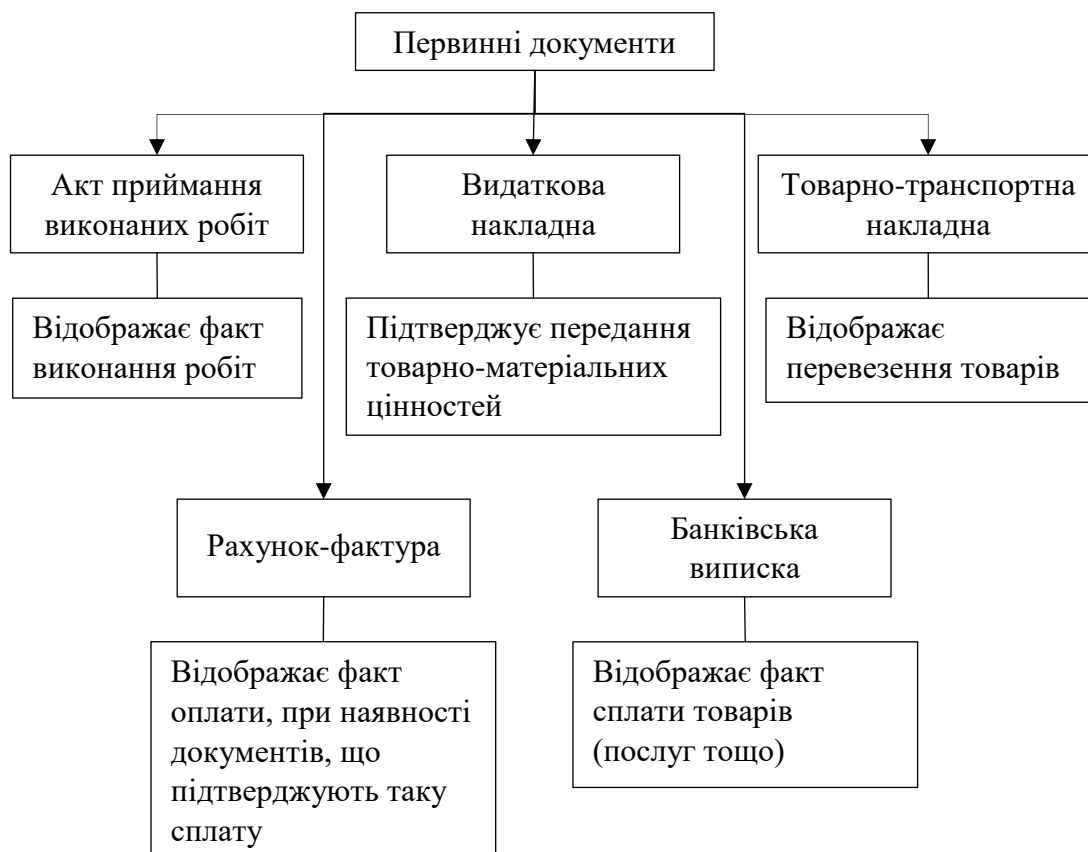 Первинні документи
Акт приймання
виконаних робіт
Видаткова
накладна
Товарно-транспортна
накладна
Відображає факт
виконання робіт
Підтверджує передання
товарно-матеріальних
цінностей
Відображає
перевезення товарів
Рахунок-фактура
Банківська
виписка
Відображає факт
оплати, при наявності
документів, що
підтверджують таку
сплату
Відображає факт
сплати товарів
(послуг тощо)